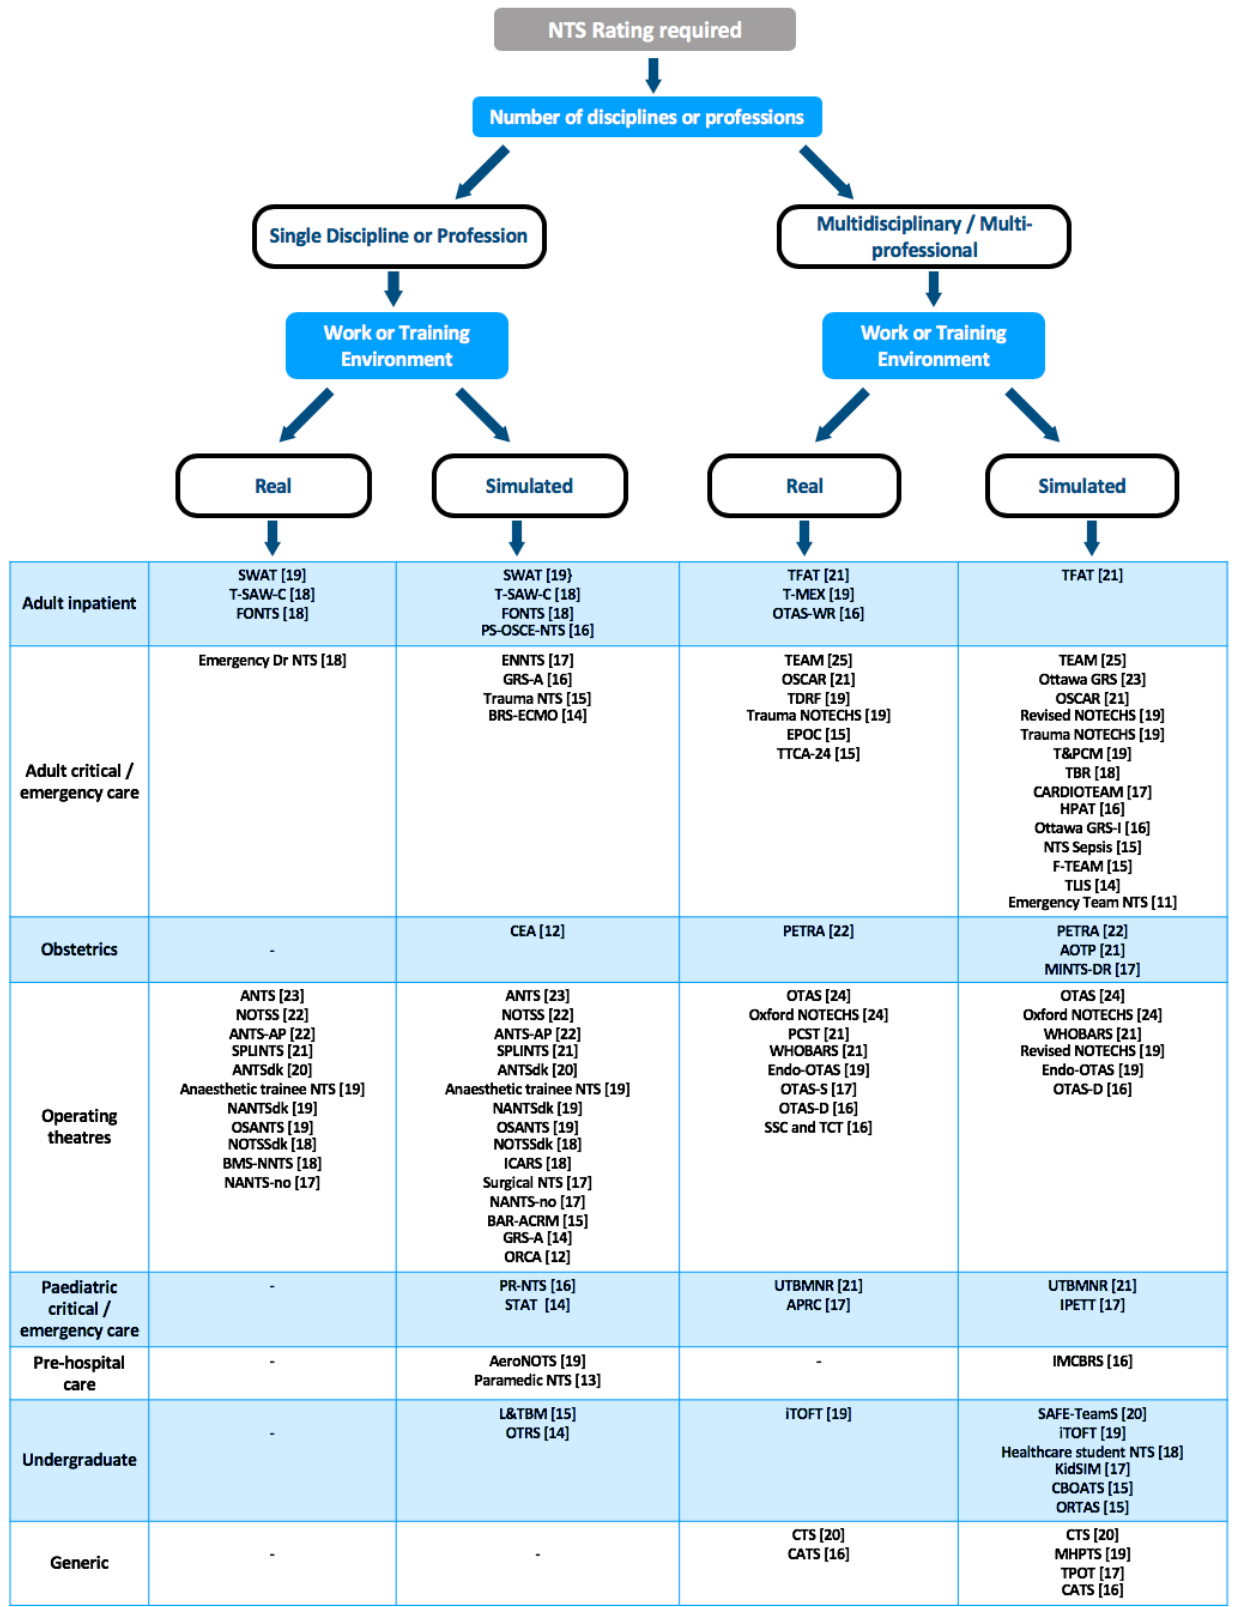 NTS Rating required
Number of disciplines or professions
Single Discipline or Profession
Multidisciplinary / Multi-
professional
Work or Training
Environment
Work or Training
Environment
Real
Simulated
Real
Simulated
Adult inpatient
SWAT [19]
T-SAW-C [18]
FONTS [18]
SWAT [19}
T-SAW-C [18]
FONTS [18]
PS-OSCE-NTS [16]
TFAT [21]
T-MEX [19]
OTAS-WR [16]
TFAT [21]
Adult critical /
emergency care
Emergency Dr NTS [18]
ENNTS [17]
GRS-A [16]
Trauma NTS [15]
BRS-ECMO [14]
TEAM [25]
OSCAR [21]
TDRF [19]
Trauma NOTECHS [19]
EPOC [15]
TTCA-24 [15]
TEAM [25]
Ottawa GRS [23]
OSCAR [21]
Revised NOTECHS [19]
Trauma NOTECHS [19]
T&PCM [19]
TBR [18]
CARDIOTEAM [17]
HPAT [16]
Ottawa GRS-I [16]
NTS Sepsis [15]
F-TEAM [15]
TLIS [14]
Emergency Team NTS [11]
Obstetrics
-
CEA [12]
PETRA [22]
PETRA [22]
AOTP [21]
MINTS-DR [17]
Operating
theatres
ANTS [23]
NOTSS [22]
ANTS-AP [22]
SPLINTS [21]
ANTSdk [20]
Anaesthetic trainee NTS [19]
NANTSdk [19]
OSANTS [19]
NOTSSdk [18]
BMS-NNTS [18]
NANTS-no [17]
ANTS [23]
NOTSS [22]
ANTS-AP [22]
SPLINTS [21]
ANTSdk [20]
Anaesthetic trainee NTS [19]
NANTSdk [19]
OSANTS [19]
NOTSSdk [18]
ICARS [18]
Surgical NTS [17]
NANTS-no [17]
BAR-ACRM [15]
GRS-A [14]
ORCA [12]
OTAS [24]
Oxford NOTECHS [24]
PCST [21]
WHOBARS [21]
Endo-OTAS [19]
OTAS-S [17]
OTAS-D [16]
SSC and TCT [16]
OTAS [24]
Oxford NOTECHS [24]
WHOBARS [21]
Revised NOTECHS [19]
Endo-OTAS [19]
OTAS-D [16]
Paediatric
critical /
emergency care
-
PR-NTS [16]
STAT [14]
UTBMNR [21]
APRC [17]
UTBMNR [21]
IPETT [17]
Pre-hospital
care
-
AeroNOTS [19]
Paramedic NTS [13]
-
IMCBRS [16]
Undergraduate
-
L&TBM [15]
OTRS [14]
iTOFT [19]
SAFE-TeamS [20]
iTOFT [19]
Healthcare student NTS [18]
KidSIM [17]
CBOATS [15]
ORTAS [15]
Generic
-
-
CTS [20]
CATS [16]
CTS [20]
MHPTS [19]
TPOT [17]
CATS [16]